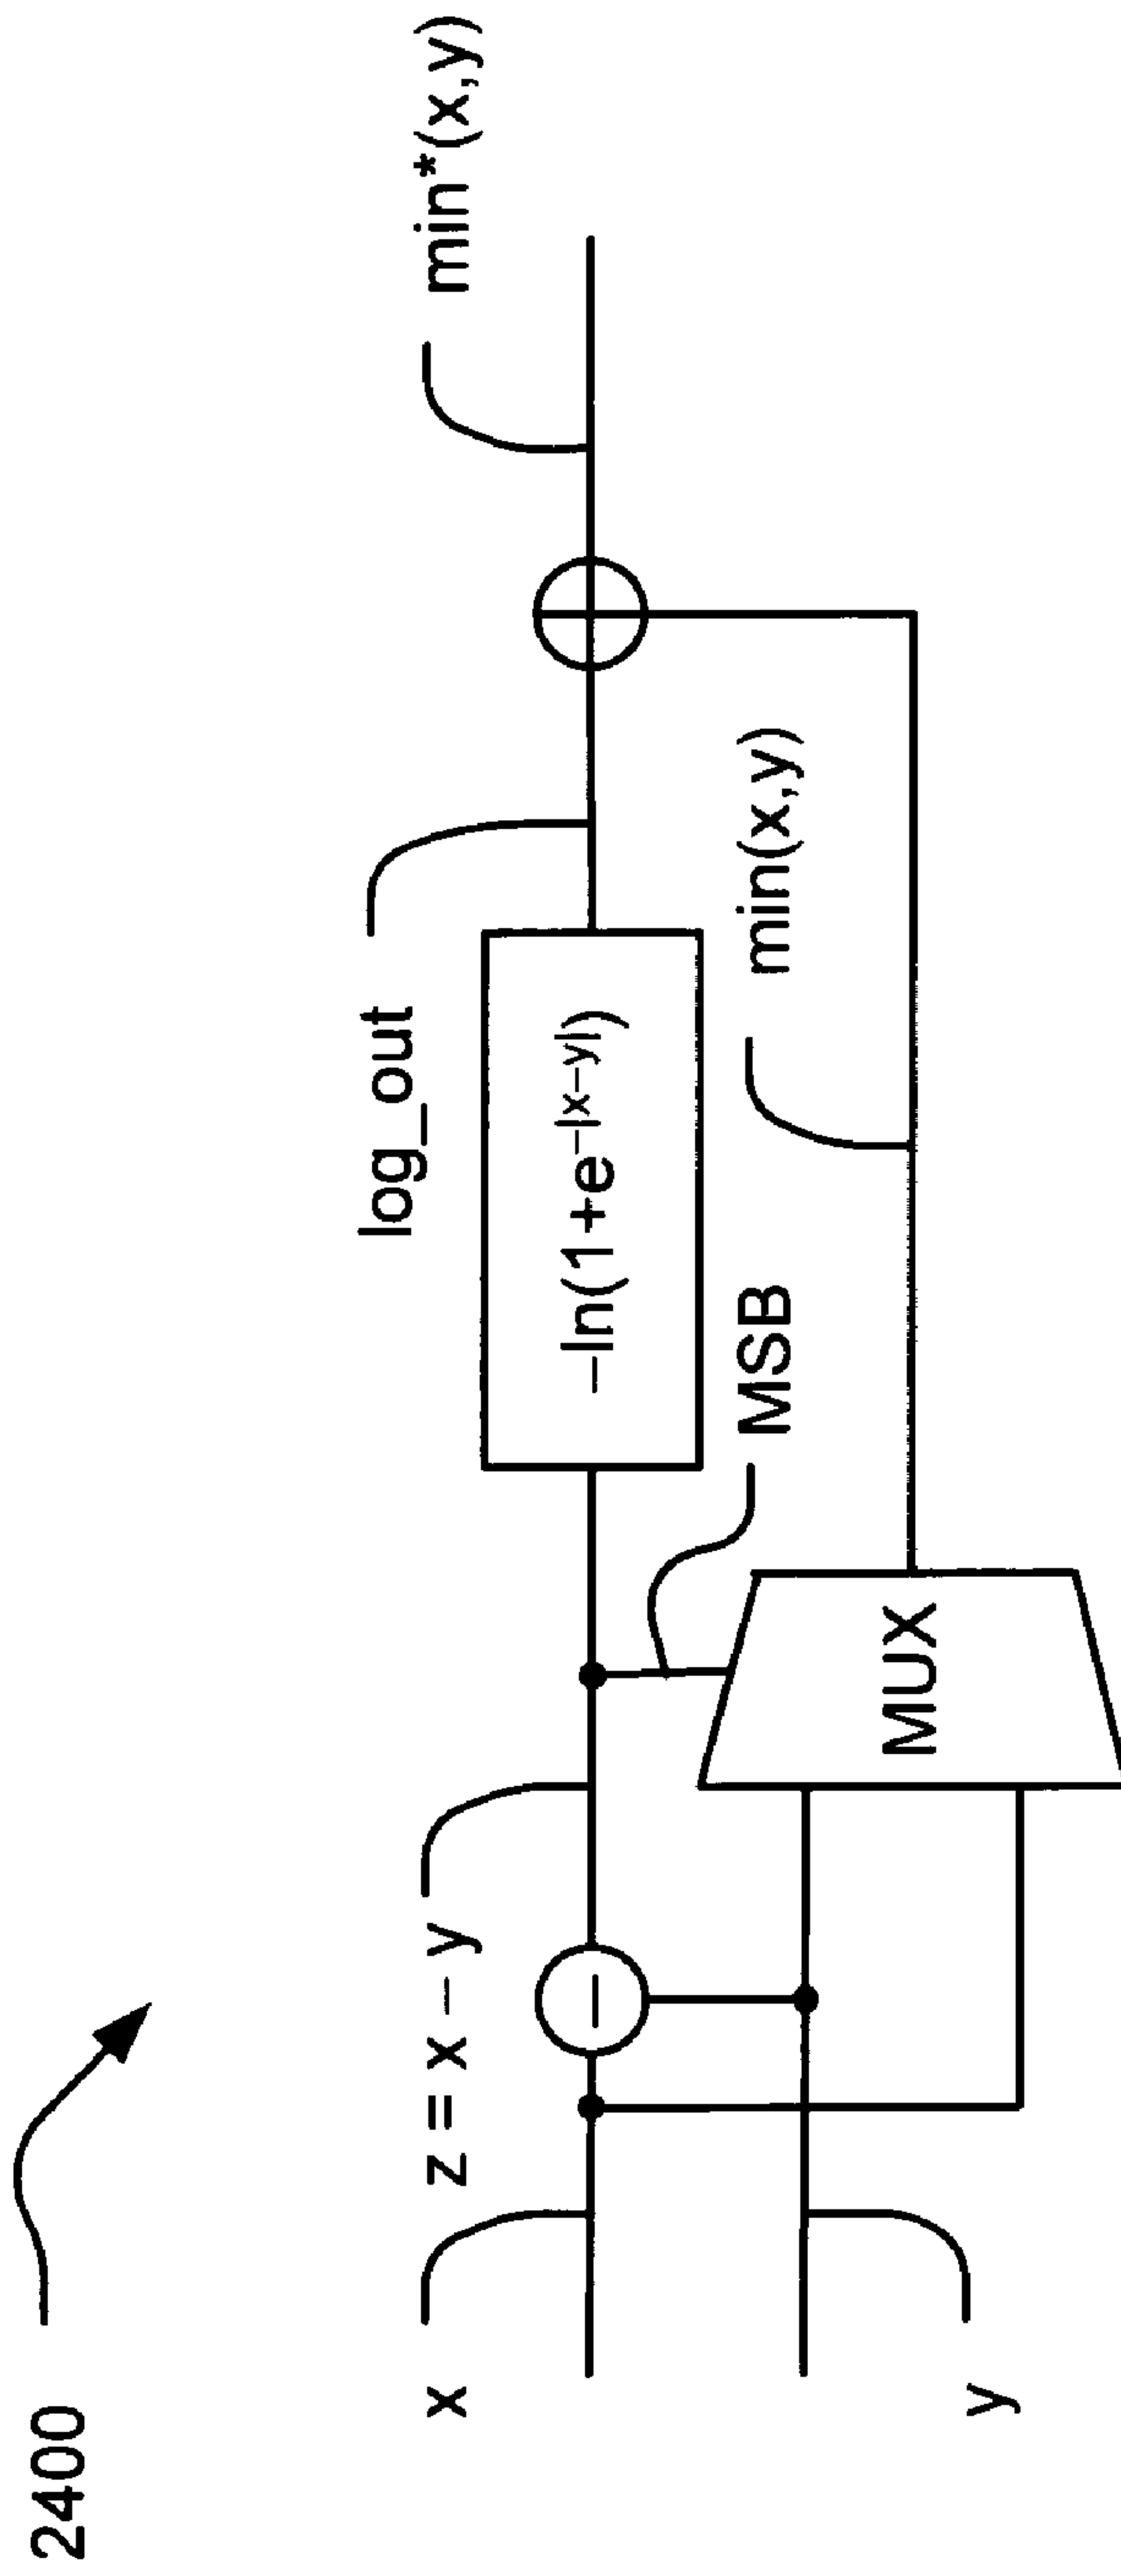 2400
x
y
z = x – y
–
MUX
MSB
–ln(1+e–|x–y|)
log_out
min(x,y)
min*(x,y)